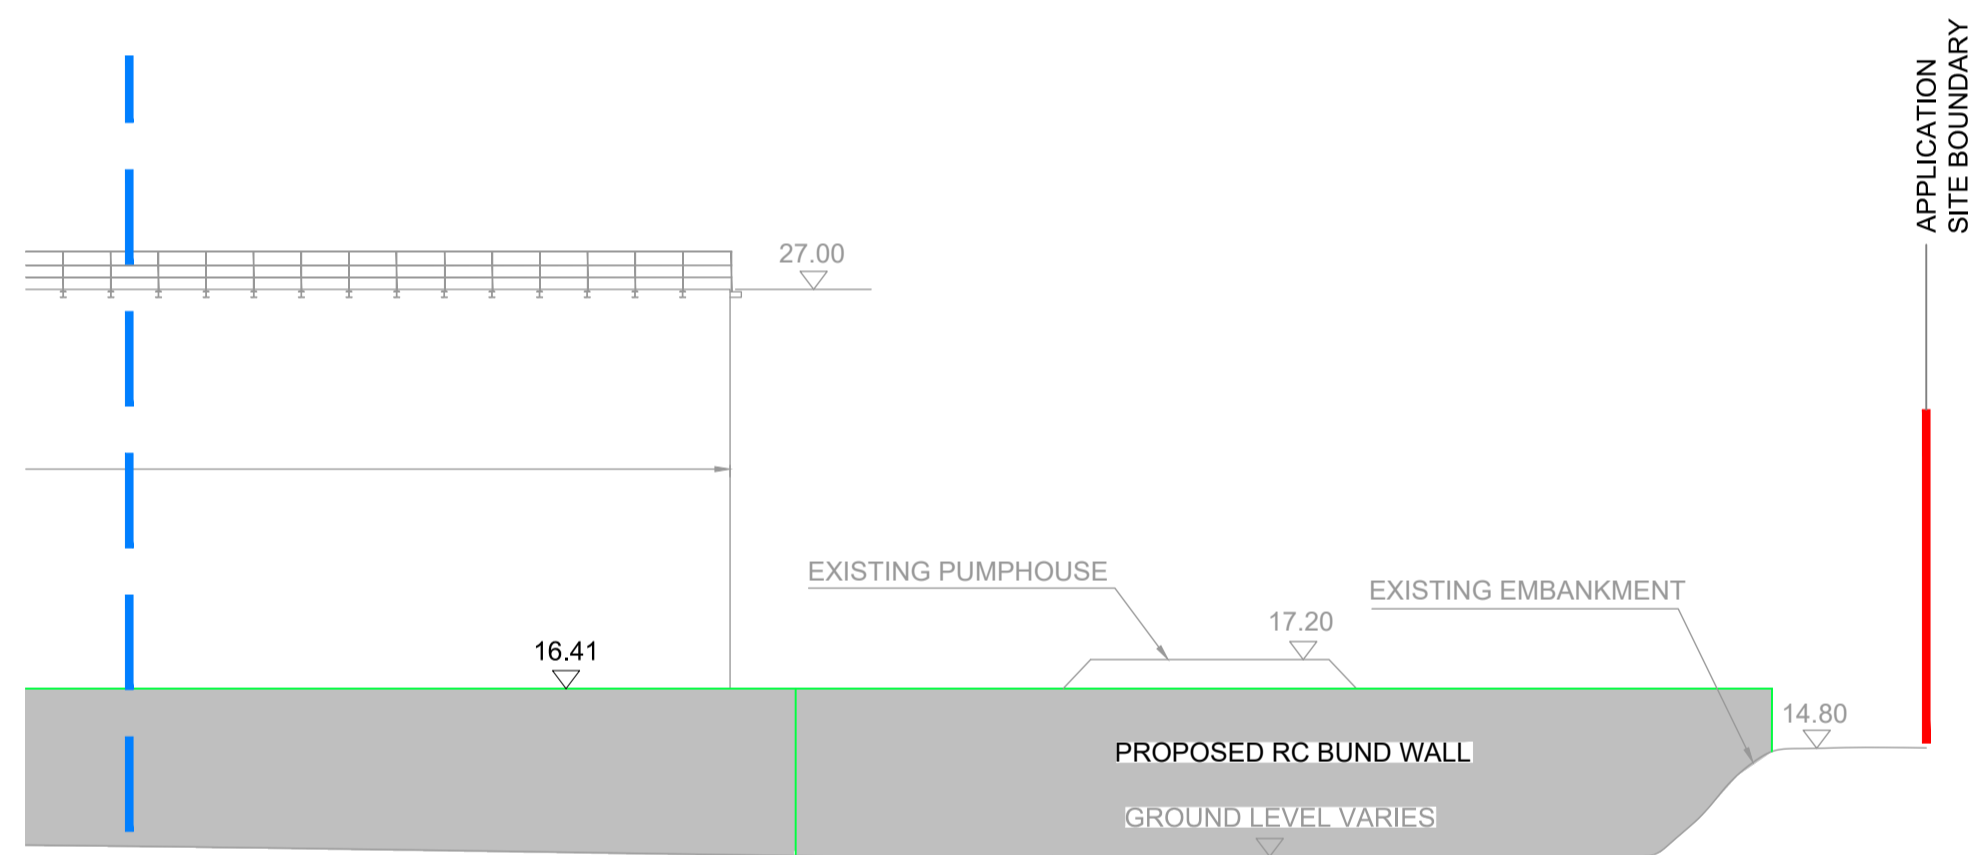 APPLICATION
SITE BOUNDARY
27.00
EXISTING PUMPHOUSE
EXISTING EMBANKMENT
17.20
16.41
14.80
PROPOSED RC BUND WALL
GROUND LEVEL VARIES